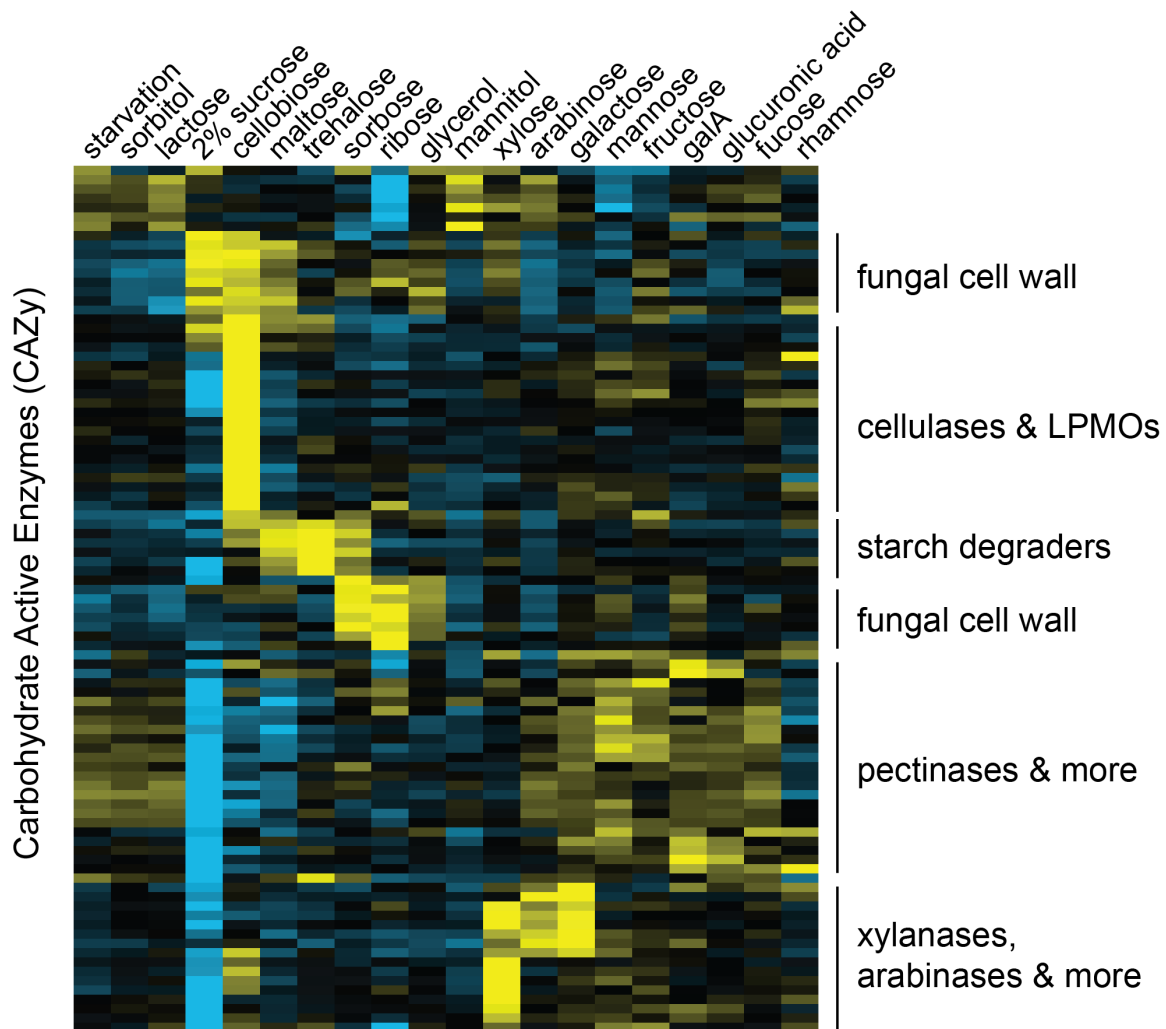 starvation
sorbitol
lactose
2% sucrose
cellobiose
maltose
trehalose
sorbose
ribose
glycerol
mannitol
xylose
arabinose
galactose
mannose
fructose
galA
glucuronic acid
fucose
rhamnose
Carbohydrate Active Enzymes (CAZy)
fungal cell wall
cellulases & LPMOs
starch degraders
fungal cell wall
pectinases & more
xylanases,
arabinases & more